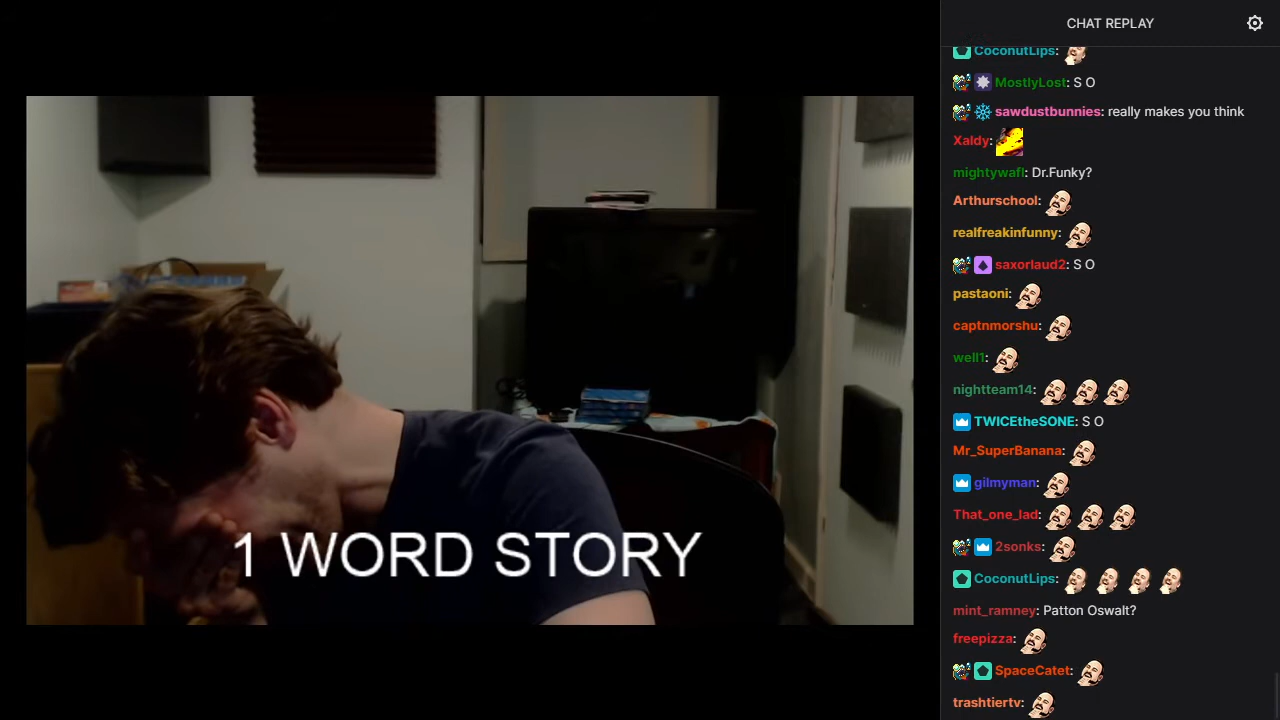 CHAT REPLAY
CoconutLips:
MostlyLost: S O
sawdustbunnies: really makes you think
Xaldy:
mightywafl: Dr.Funky?
Arthurschool:
realfreakinfunny:
saxorlaud2: S O
pastaoni:
captnmorshu:
well1:
nightteam14:
TWICEtheSONE: S O
Mr_SuperBanana:
gilmyman:
That_one_lad:
2sonks:
CoconutLips:
mint_ramney: Patton Oswalt?
freepizza:
SpaceCatet:
trashtiertv:
1 WORD STORY